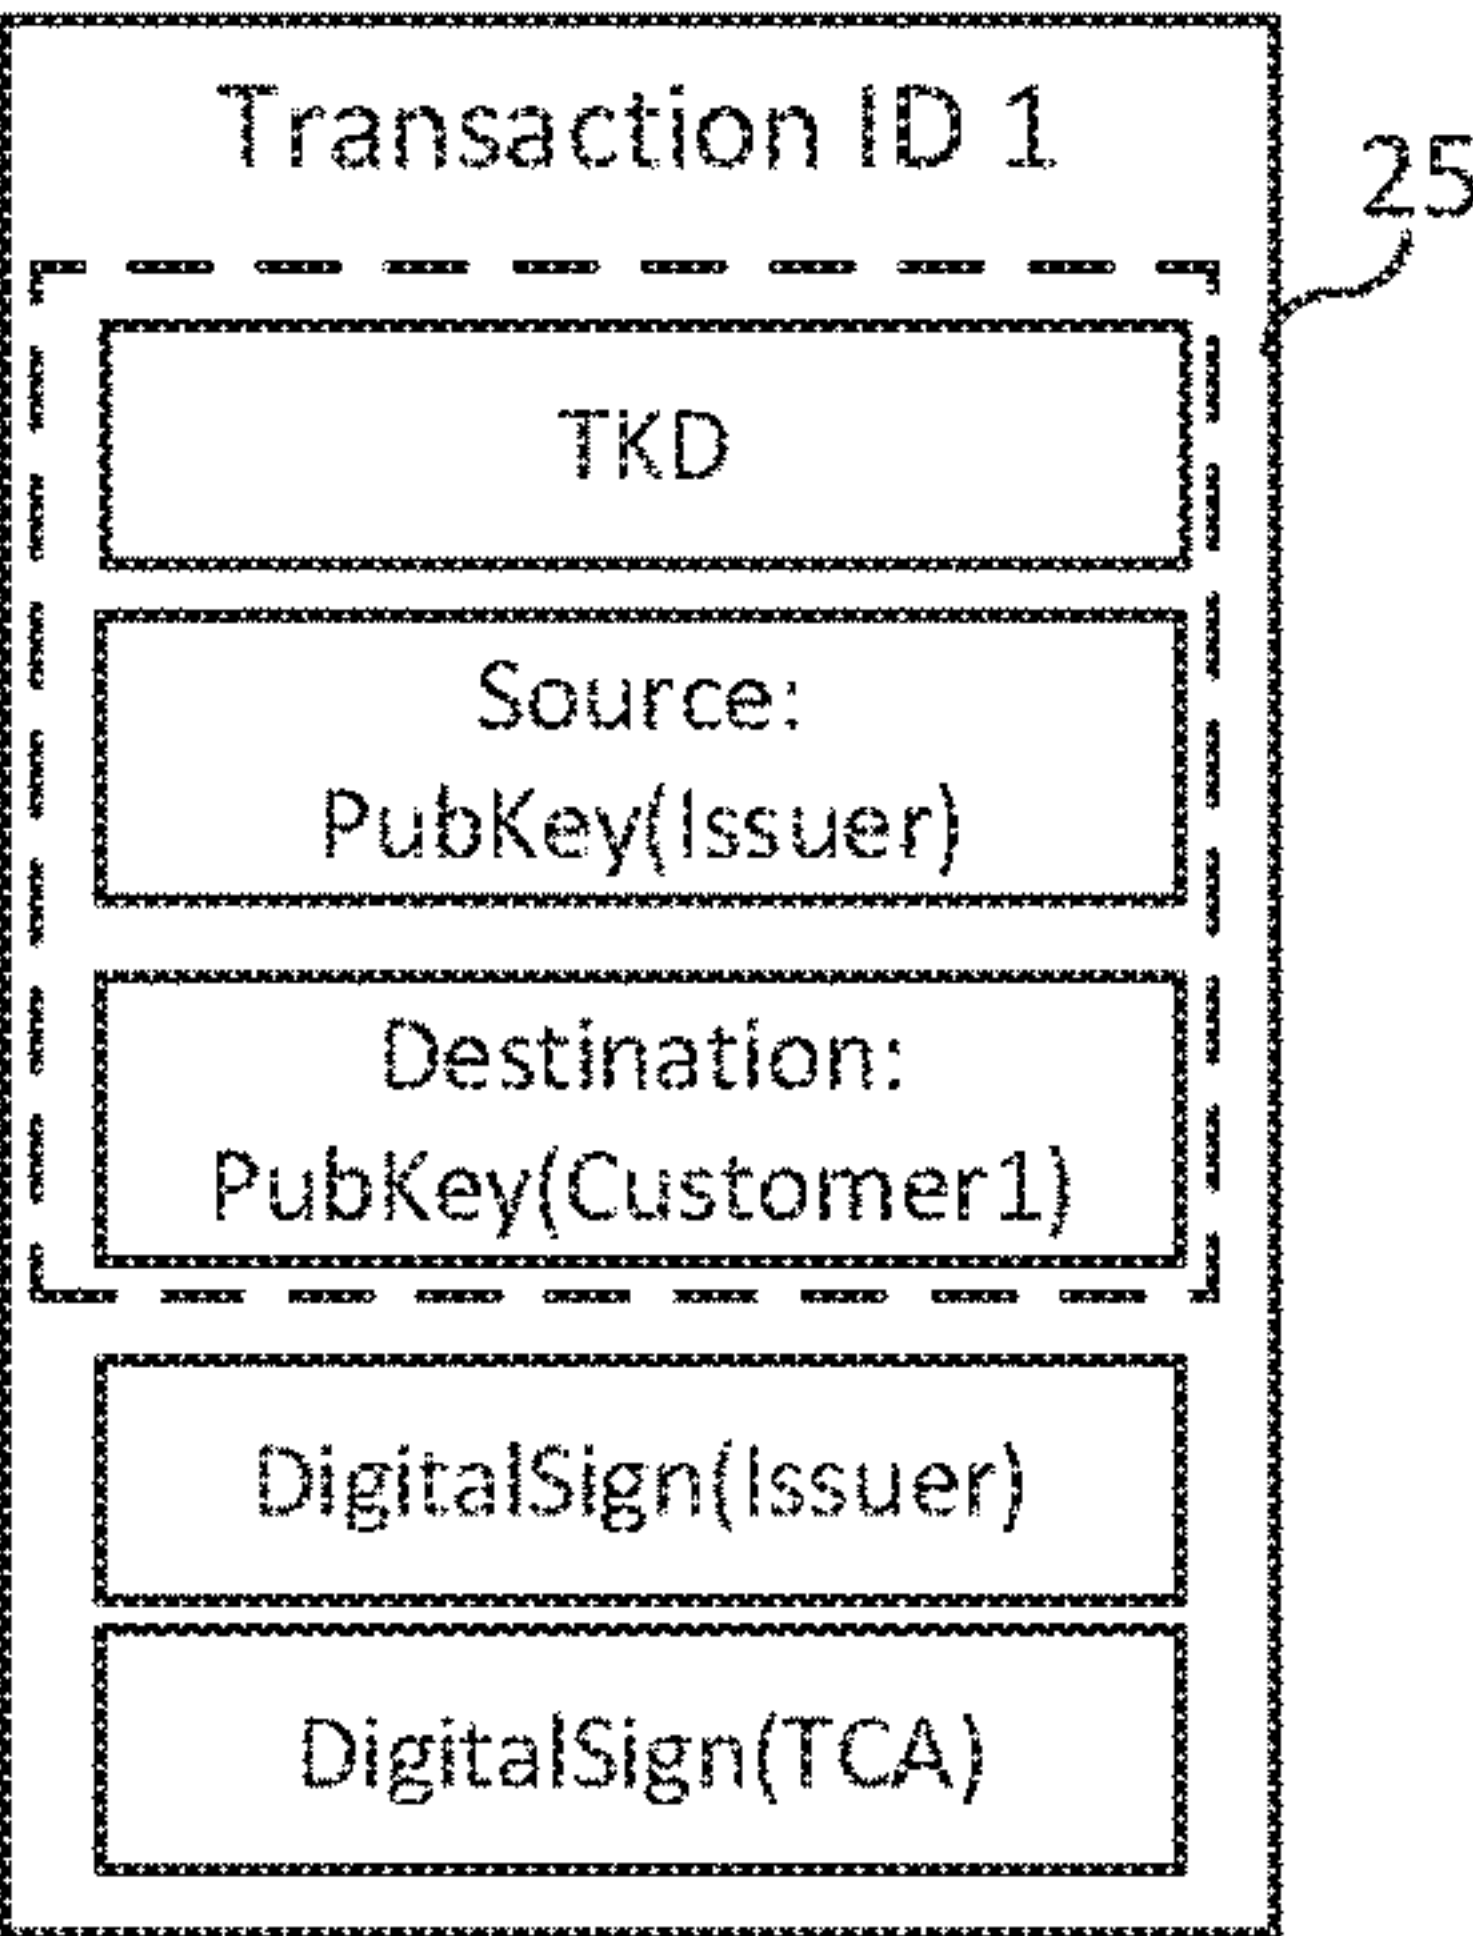 Transaction ID 1
25
TKD
Source:
PubKey(Issuer)
Destination:
PubKey(Customer1)
DigitalSign(Issuer)
DigitalSign(TCA)